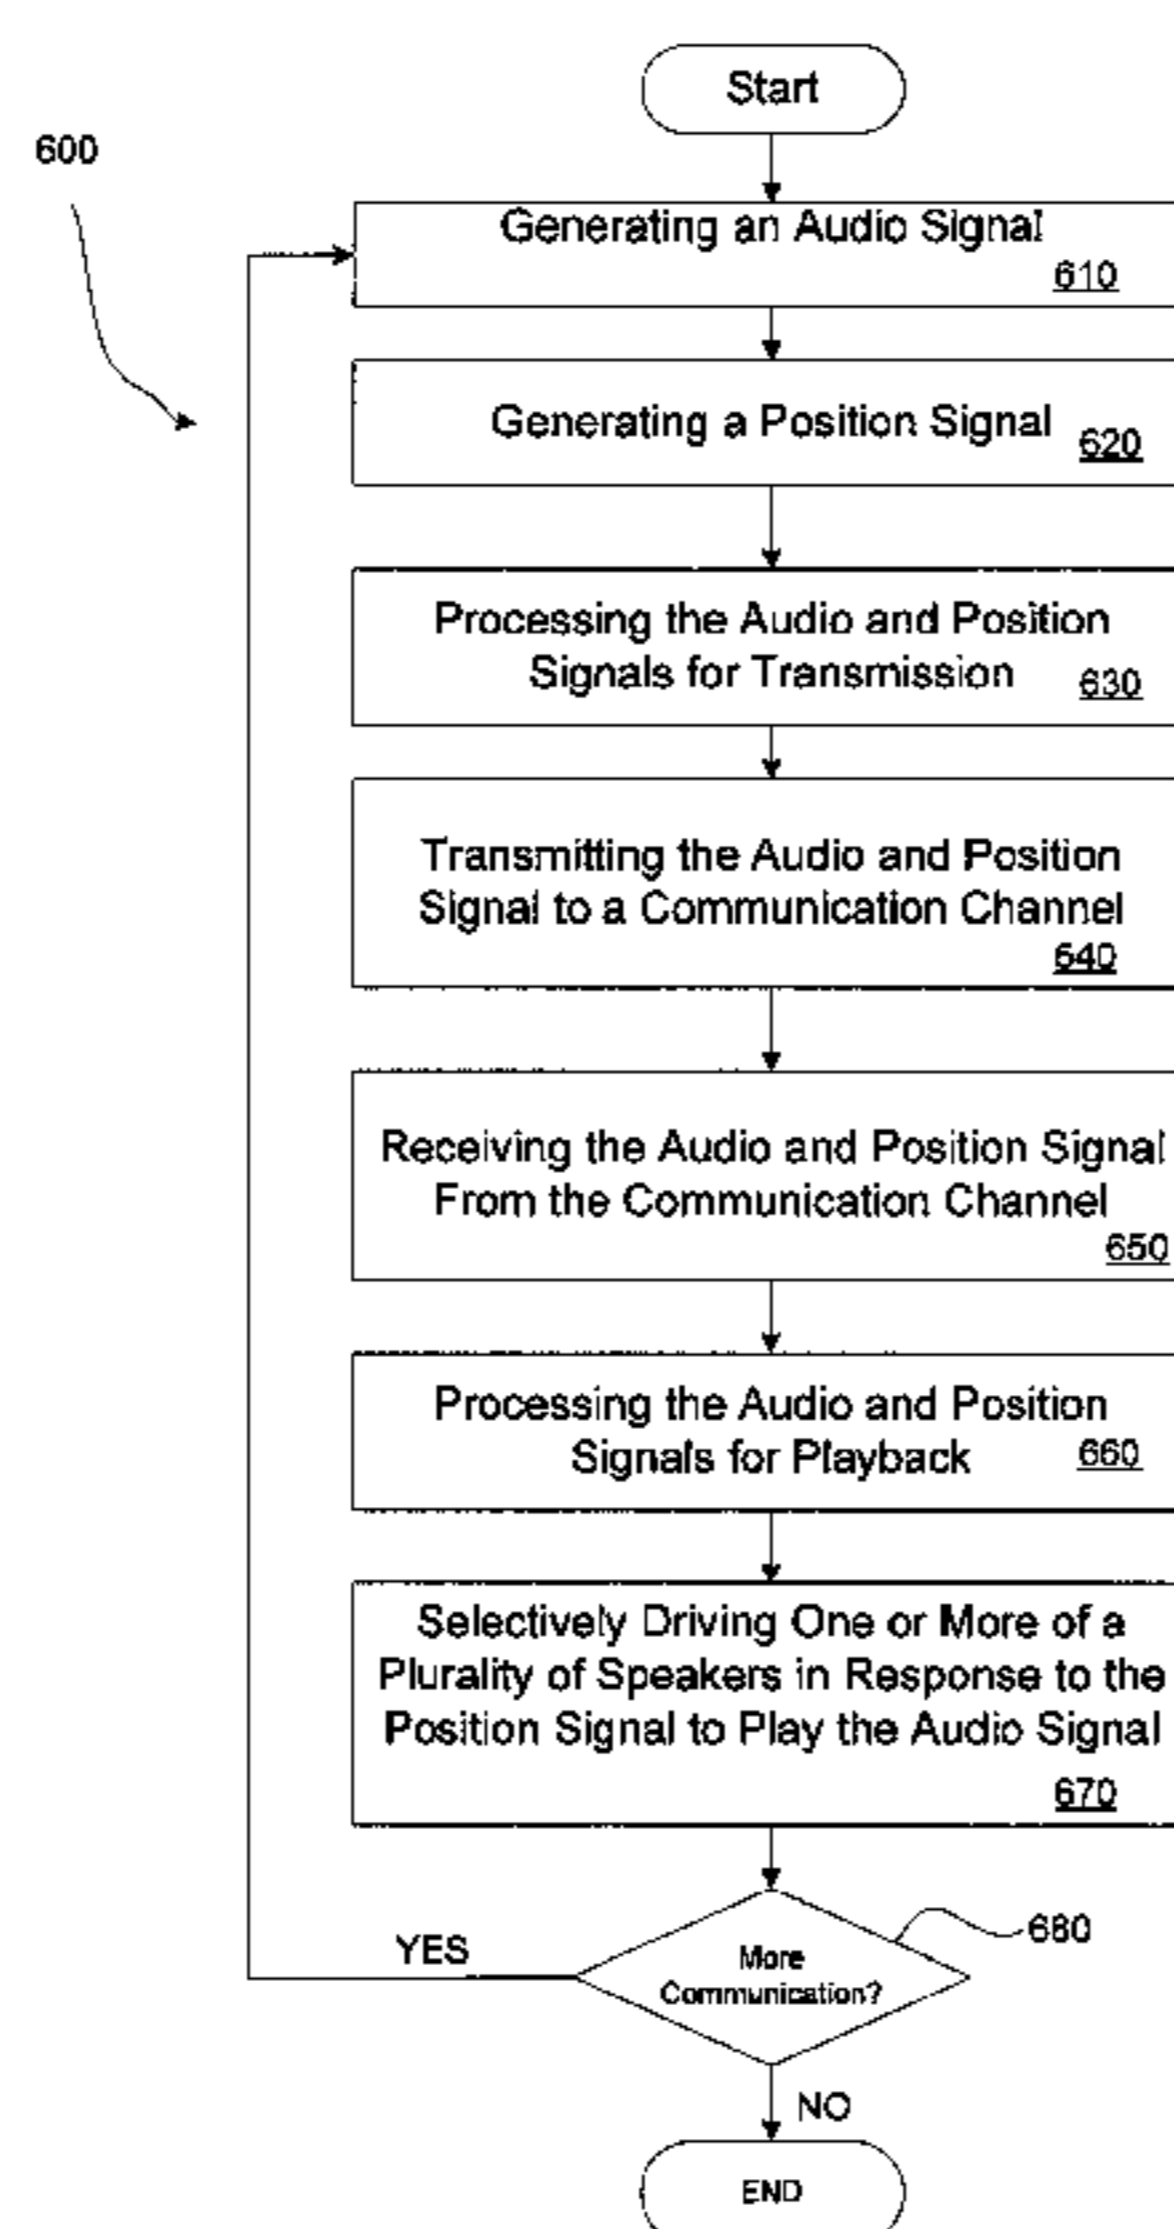 Start
600
Generating an Audio Signal
610
Generating a Position Signal
620
Processing the Audio and Position
Signals for Transmission
630
Transmitting the Audio and Position
Signal to a Communication Channel
640
Receiving the Audio and Position Signal
From the Communication Channel
650
Processing the Audio and Position
Signals for Playback
660
Selectively Driving One or More of a
Plurality of Speakers in Response to the
Position Signal to Play the Audio Signal
670
680
YES
More
Communication?
NO
END